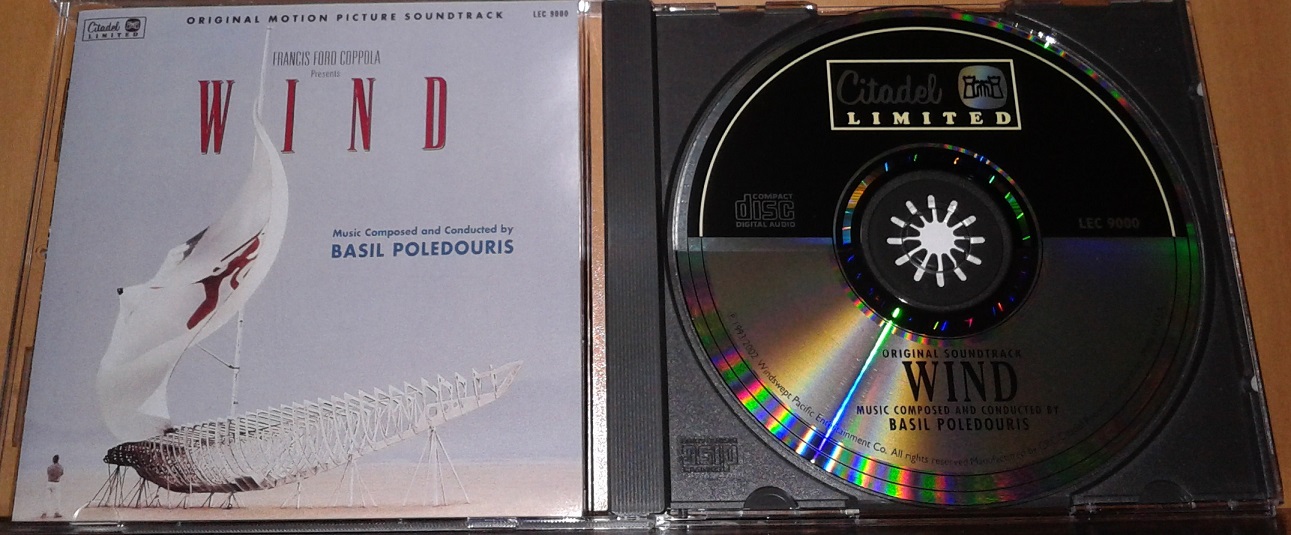 Citadel
LIMITED
ORIGINAL MOTION PICTURE SOUNDTRACK
LEC 9000
FRANCIS FORD COPPOLA
Presents
WIND
Music Composed and Conducted by
BASIL POLEDOURIS
Citadel
LIMITED
COMPACT
disc
DIGITAL AUDIO
LEC 9000
ORIGINAL SOUNDTRACK
WIND
MUSIC COMPOSED AND CONDUCTED BY
BASIL POLEDOURIS
Windswept Pacific Entertainment Co. All rights reserved Manufactured by